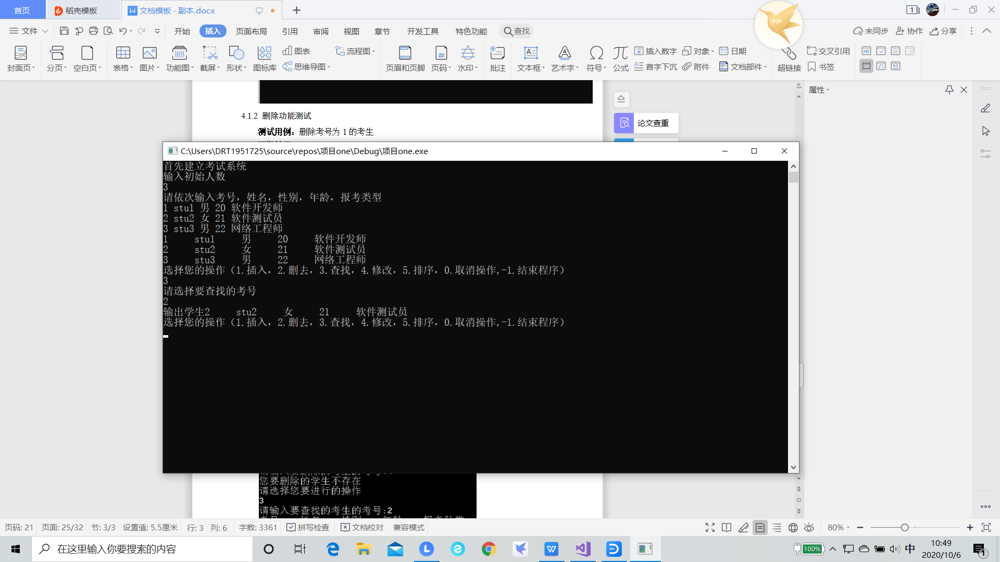 首页
稻壳模板
文档模板 - 副本.docx
1
VIP
文件
开始
插入
页面布局
引用
审阅
视图
章节
开发工具
特色功能
查找
未同步
协作
分享
封面页
分页
空白页
表格
图片
功能图
截屏
形状
图标库
图表
思维导图
流程图
页眉和页脚
页码
水印
批注
文本框
艺术字
符号
公式
插入数字
首字下沉
对象
附件
日期
文档部件
超链接
交叉引用
书签
属性
4.1.2 删除功能测试
测试用例：删除考号为 1 的考生
论文查重
C:\Users\DRT1951725\source\repos\项目one\Debug\项目one.exe
首先建立考试系统
输入初始人数
3
请依次输入考号，姓名，性别，年龄，报考类型
1 stu1 男 20 软件开发师
2 stu2 女 21 软件测试员
3 stu3 男 22 网络工程师
1 stu1 男 20 软件开发师
2 stu2 女 21 软件测试员
3 stu3 男 22 网络工程师
选择您的操作（1.插入，2.删去，3.查找，4.修改，5.排序，0.取消操作,-1.结束程序）
3
请选择要查找的考号
2
输出学生2 stu2 女 21 软件测试员
选择您的操作（1.插入，2.删去，3.查找，4.修改，5.排序，0.取消操作,-1.结束程序）
您要删除的学生不存在
请选择您要进行的操作
3
请输入要查找的考生的考号:2
页码: 21 页面: 25/32 节: 3/3 设置值: 5.5厘米 行: 3 列: 6 字数: 3361 拼写检查 文档校对 兼容模式 80%
在这里输入你要搜索的内容
100%
中
10:49
2020/10/6
1